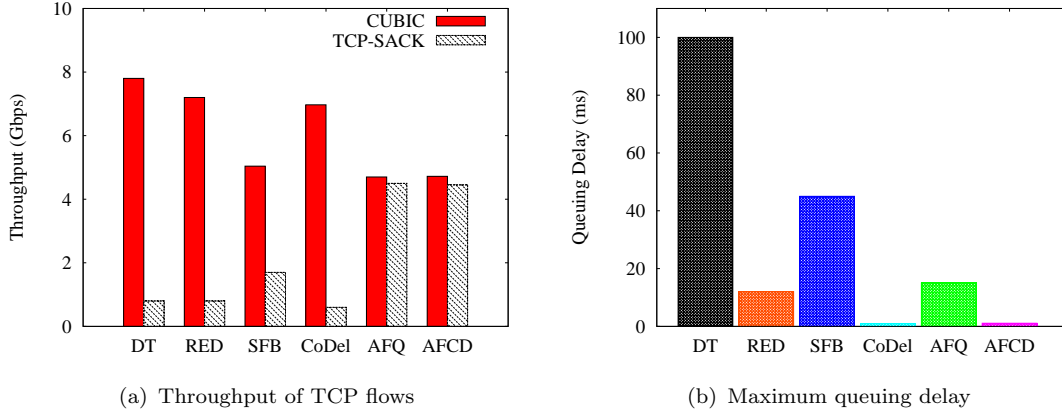 10
8
6
4
2
0
Throughput (Gbps)
CUBIC
TCP-SACK
DT RED SFB CoDel AFQ AFCD
(a) Throughput of TCP flows
100
80
60
40
20
0
Queuing Delay (ms)
DT RED SFB CoDel AFQ AFCD
(b) Maximum queuing delay